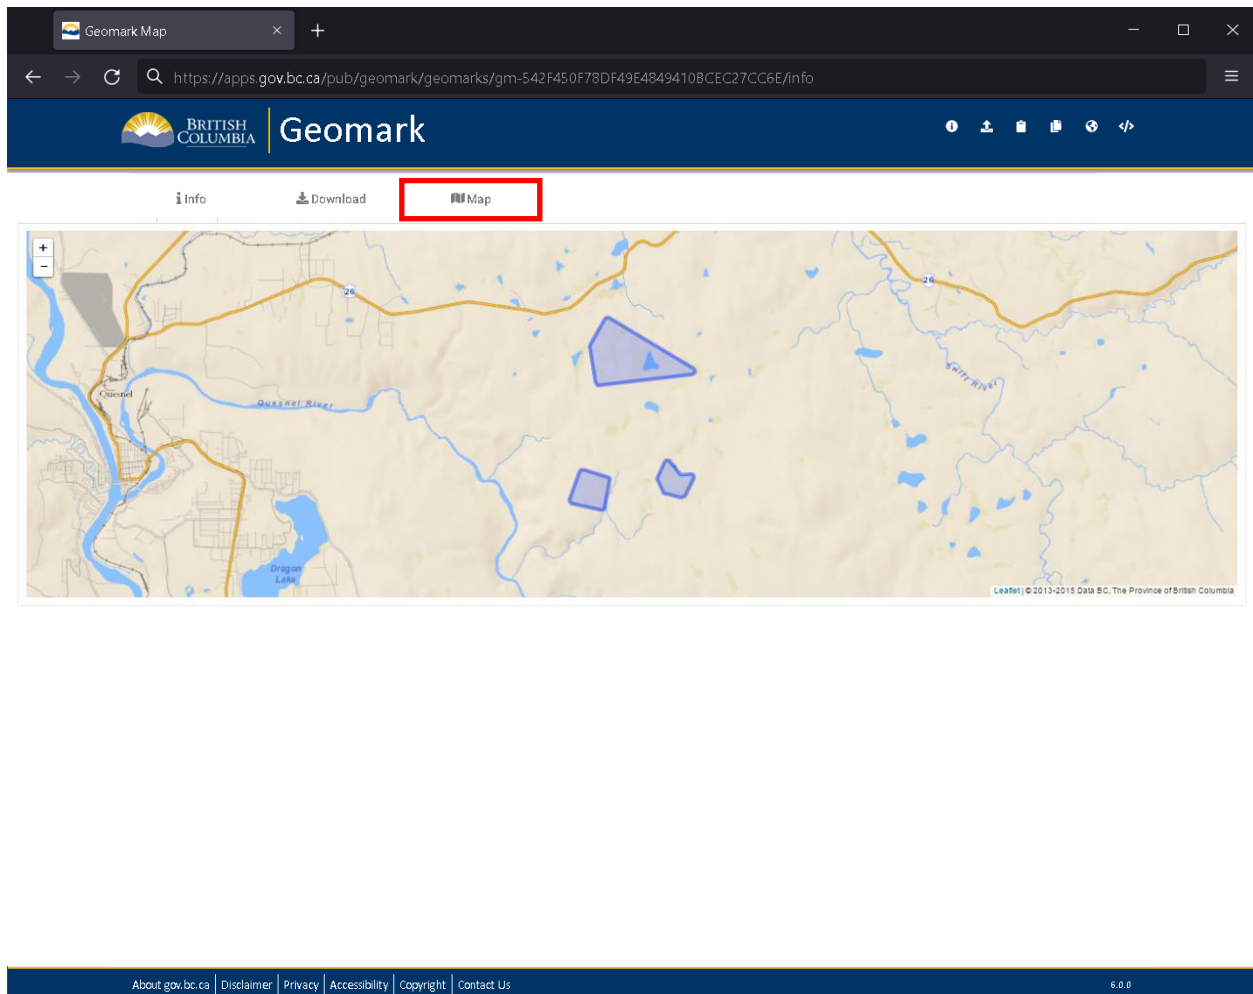 Geomark Map
https://apps.gov.bc.ca/pub/geomark/geomarks/gm-542F450F78DF49E4849410BCEC27CC6E/info
BRITISH
COLUMBIA
Geomark
Info
Download
Map
+
-
26
26
Swift River
Quesnel
Quesnel River
Dragon
Lake
Leaflet | © 2013-2015 Data BC, The Province of British Columbia
About gov.bc.ca | Disclaimer | Privacy | Accessibility | Copyright | Contact Us
6.0.0